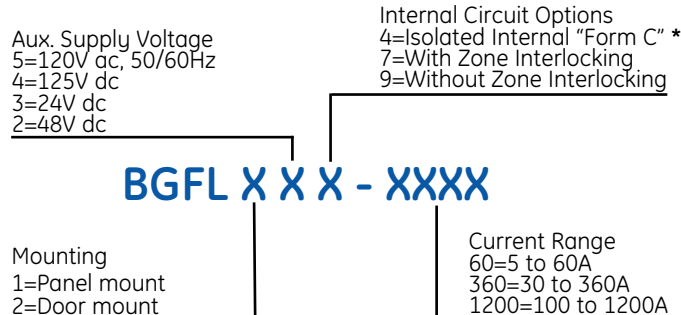 Aux. Supply Voltage
5=120V ac, 50/60Hz
4=125V dc
3=24V dc
2=48V dc
Internal Circuit Options
4=Isolated Internal "Form C" *
7=With Zone Interlocking
9=Without Zone Interlocking
BGFL X X X - XXXX
Mounting
1=Panel mount
2=Door mount
Current Range
60=5 to 60A
360=30 to 360A
1200=100 to 1200A